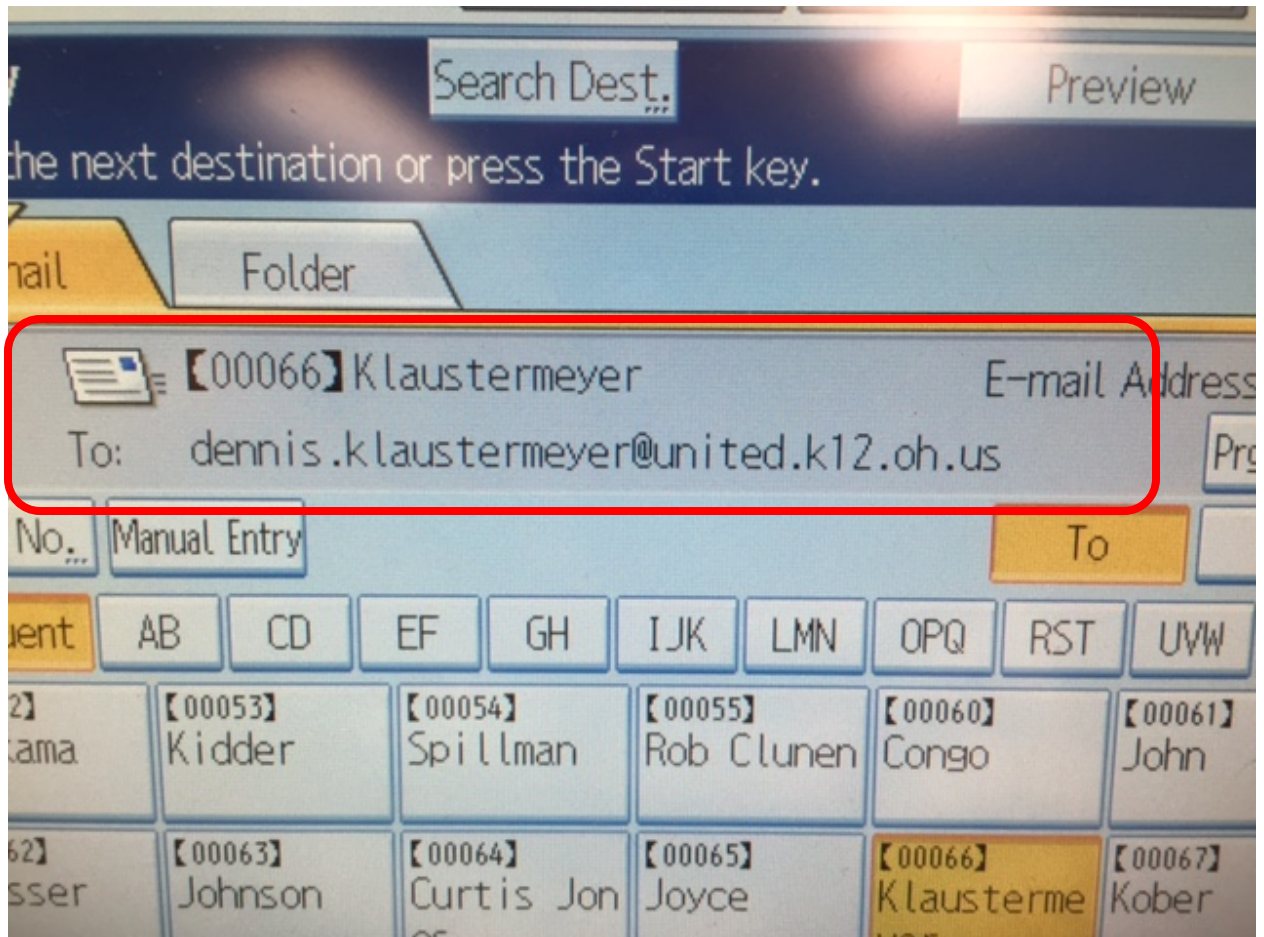 Search Dest.
Preview
the next destination or press the Start key.
Folder
【00066】Klaustermeyer
E-mail Address
To: dennis.klaustermeyer@united.k12.oh.us
No. Manual Entry
To
AB CD EF GH IJK LMN OPQ RST UVW
【00053】 【00054】 【00055】 【00060】 【00061】
Kidder Spillman Rob Clunen Congo John
【00063】 【00064】 【00065】 【00066】 【00067】
Johnson Curtis Jon Joyce Klausterme Kober